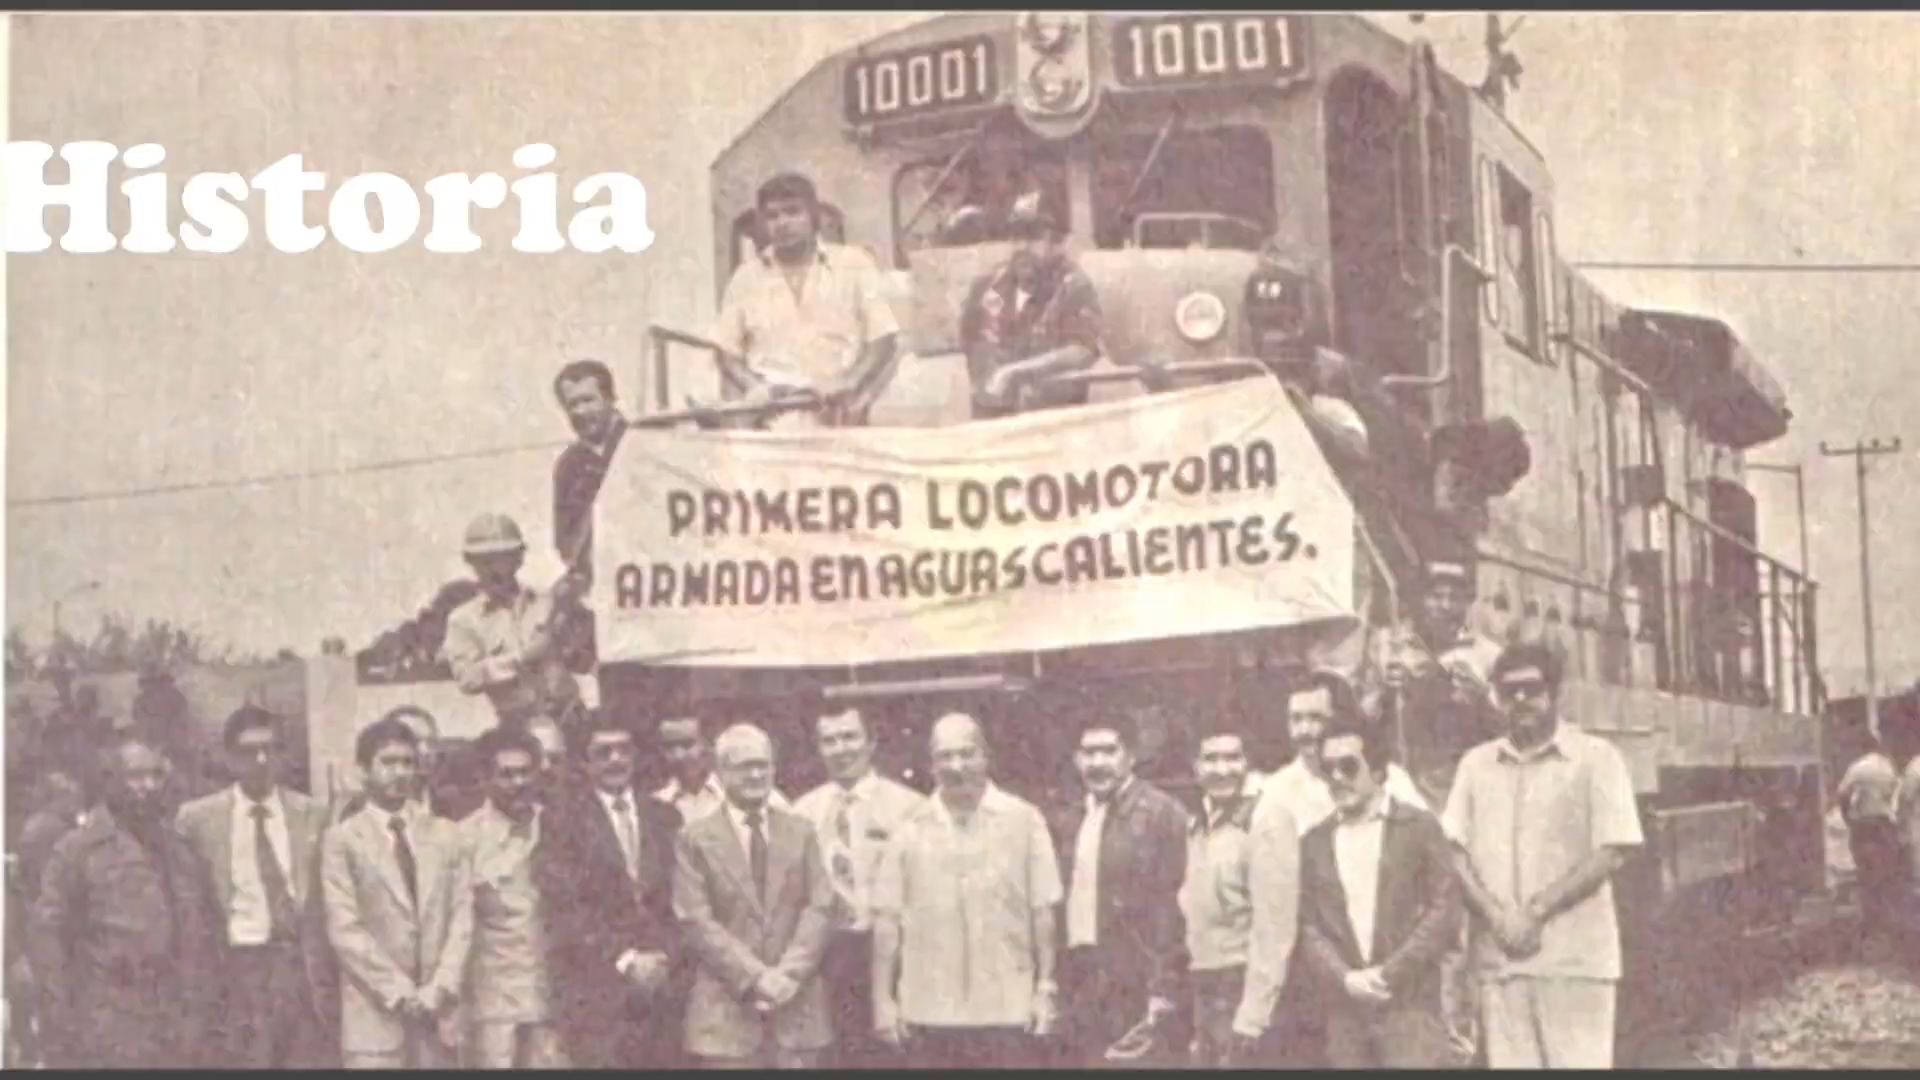 10001 10001
Historia
PRIMERA LOCOMOTORA
ARMADA EN AGUASCALIENTES.